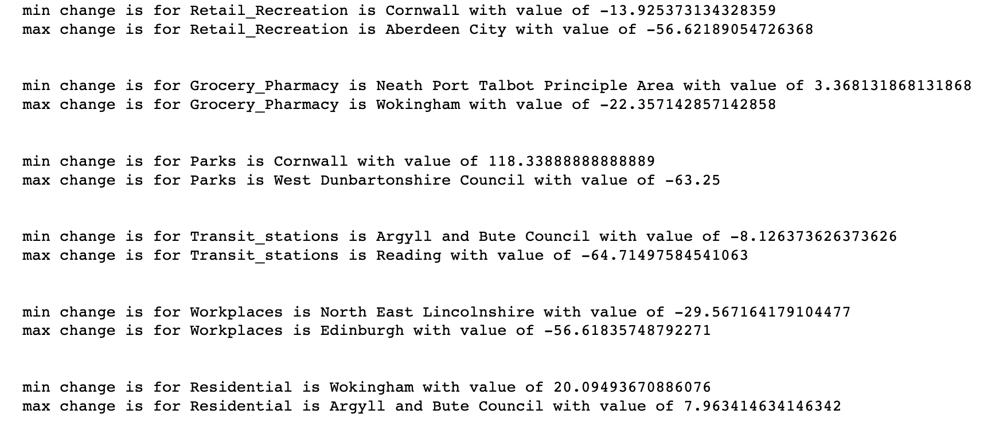 min change is for Retail_Recreation is Cornwall with value of -13.925373134328359
max change is for Retail_Recreation is Aberdeen City with value of -56.62189054726368
min change is for Grocery_Pharmacy is Neath Port Talbot Principle Area with value of 3.368131868131868
max change is for Grocery_Pharmacy is Wokingham with value of -22.357142857142858
min change is for Parks is Cornwall with value of 118.33888888888889
max change is for Parks is West Dunbartonshire Council with value of -63.25
min change is for Transit_stations is Argyll and Bute Council with value of -8.126373626373626
max change is for Transit_stations is Reading with value of -64.71497584541063
min change is for Workplaces is North East Lincolnshire with value of -29.567164179104477
max change is for Workplaces is Edinburgh with value of -56.61835748792271
min change is for Residential is Wokingham with value of 20.09493670886076
max change is for Residential is Argyll and Bute Council with value of 7.963414634146342